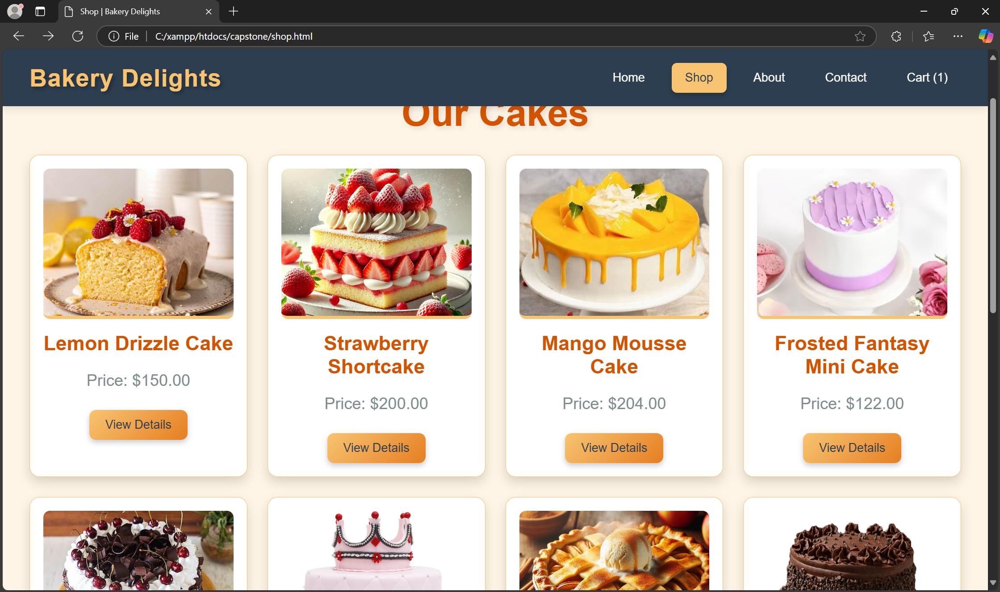 Shop | Bakery Delights
File
C:/xampp/htdocs/capstone/shop.html
Bakery Delights
Home
Shop
About
Contact
Cart (1)
Our Cakes
Lemon Drizzle Cake
Price: $150.00
View Details
Strawberry
Shortcake
Price: $200.00
View Details
Mango Mousse
Cake
Price: $204.00
View Details
Frosted Fantasy
Mini Cake
Price: $122.00
View Details